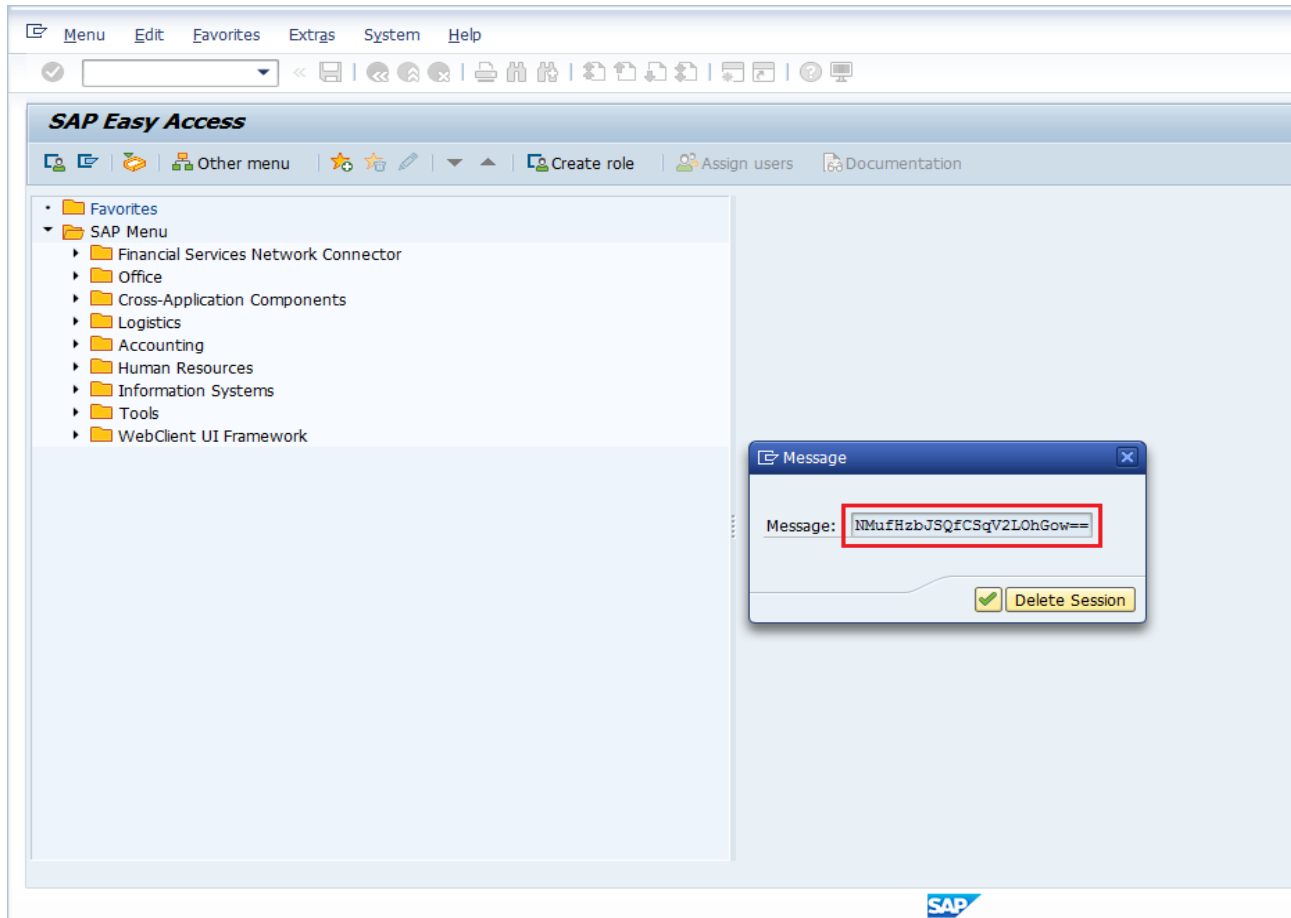 Menu Edit Favorites Extras System Help
SAP Easy Access
Other menu Create role Assign users Documentation
Favorites
SAP Menu
Financial Services Network Connector
Office
Cross-Application Components
Logistics
Accounting
Human Resources
Information Systems
Tools
WebClient UI Framework
Message
Message: NMufHzbJSQfCSqV2LOhGow==
Delete Session
SAP